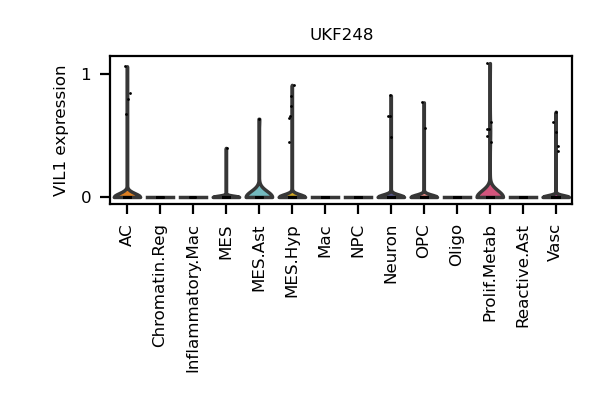 UKF248
VIL1 expression
1
0
AC
Chromatin.Reg
Inflammatory.Mac
MES
MES.Ast
MES.Hyp
Mac
NPC
Neuron
OPC
Oligo
Prolif.Metab
Reactive.Ast
Vasc